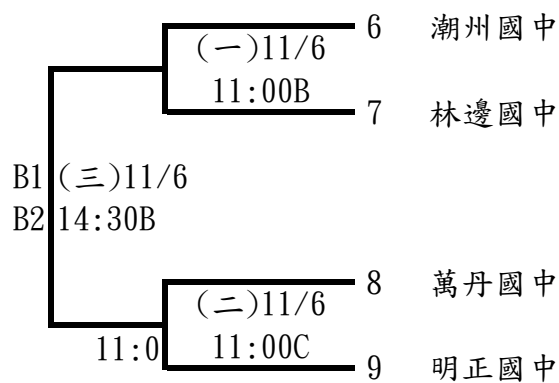 6 潮州國中
(一)11/6
11:00B
7 林邊國中
B1 (三)11/6
B2 14:30B
8 萬丹國中
(二)11/6
11:0 11:00C
9 明正國中